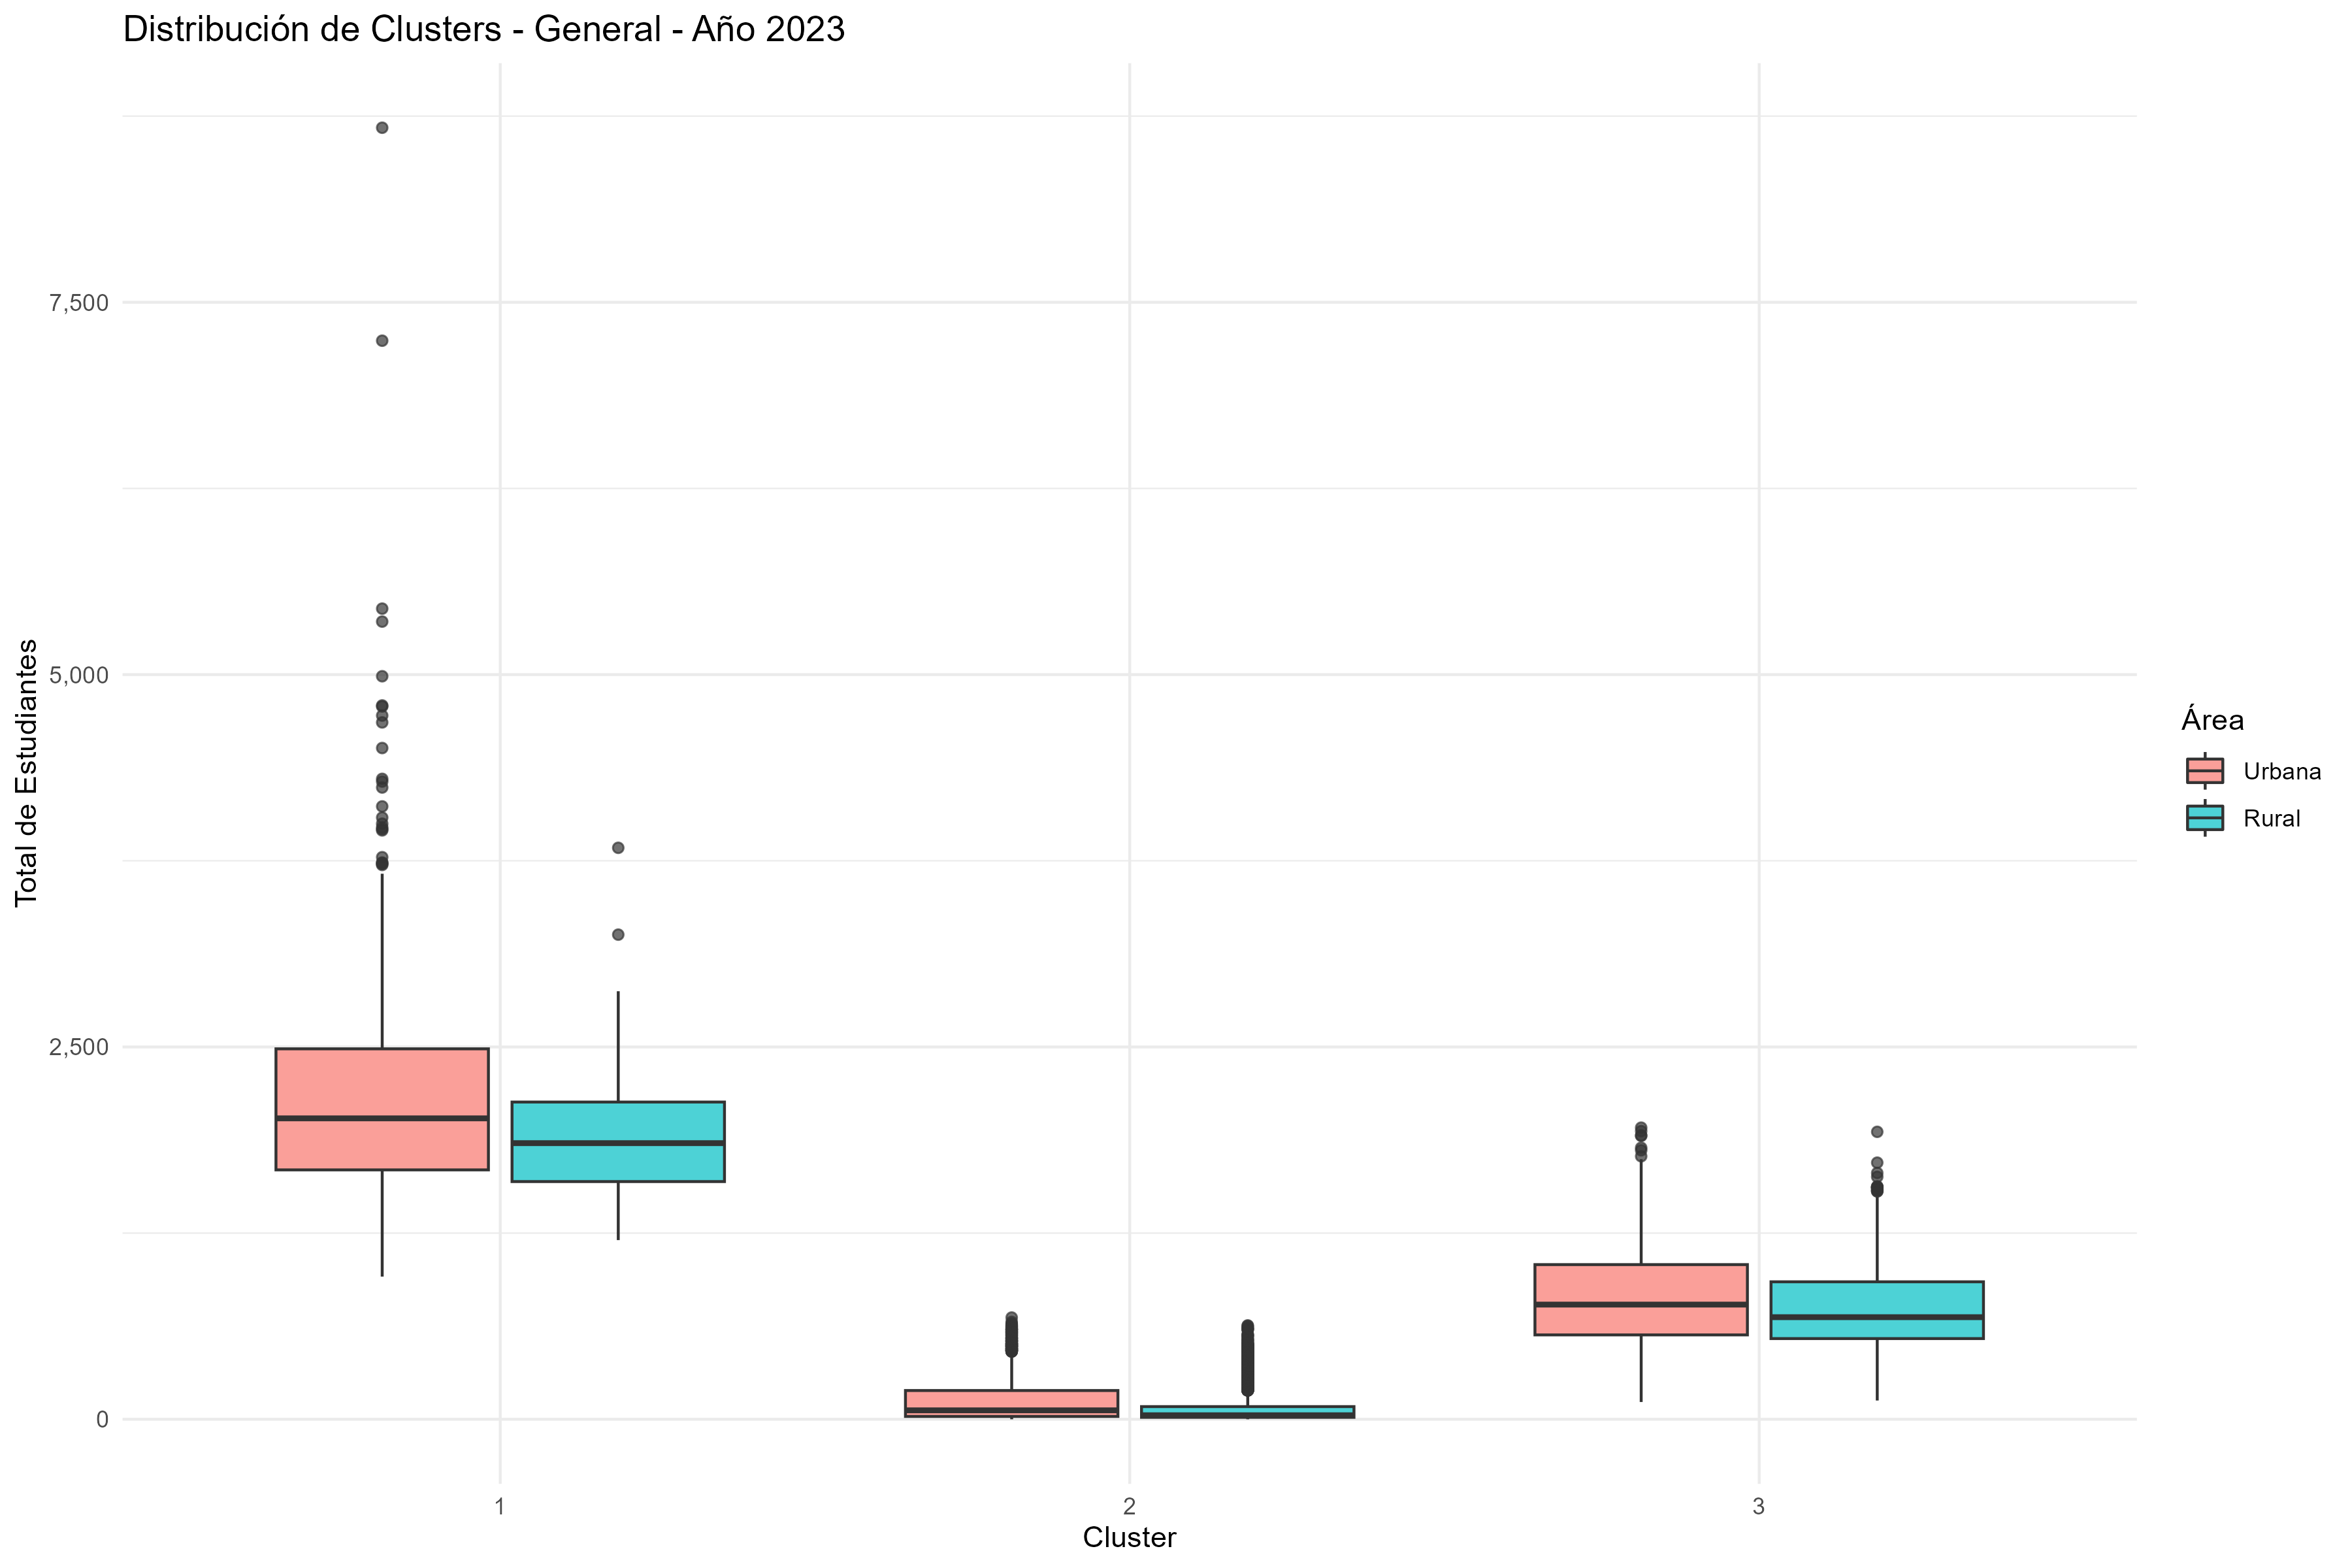 Distribución de Clusters - General - Año 2023
Total de Estudiantes
7,500
5,000
2,500
0
1
2
3
Cluster
Área
Urbana
Rural